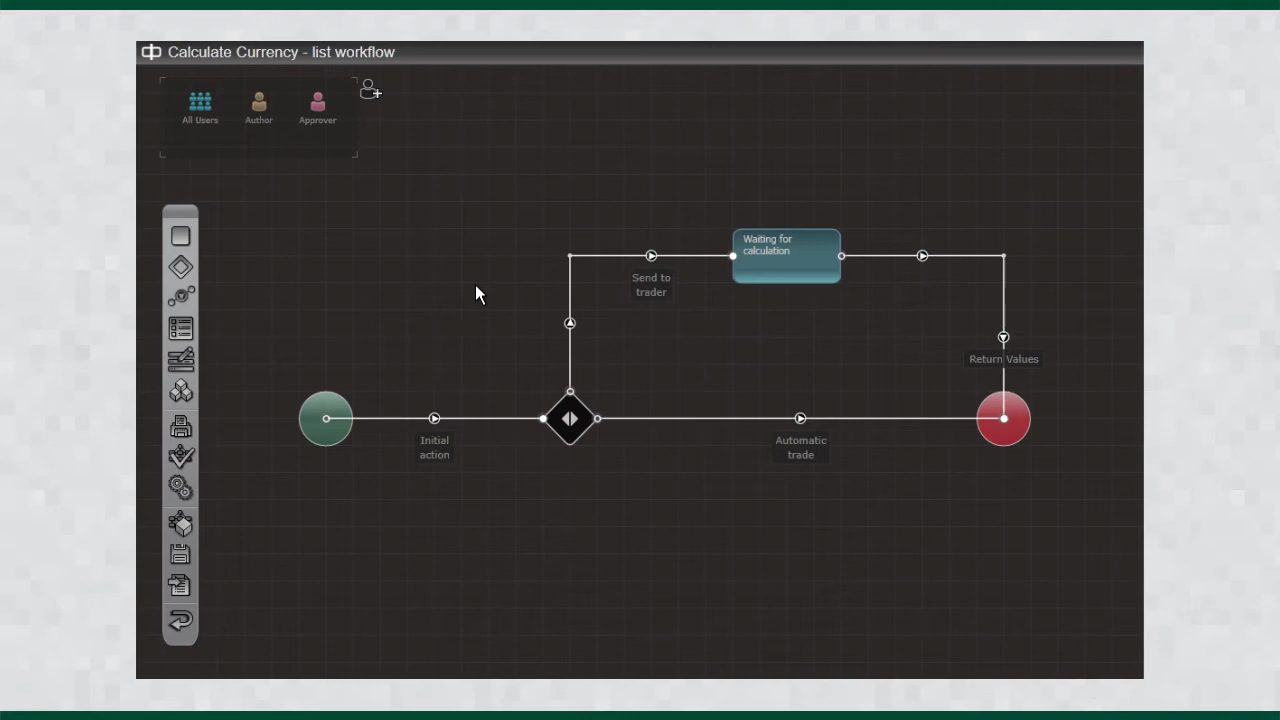 Calculate Currency - list workflow
All Users
Author
Approver
Waiting for
calculation
Send to
trader
Return Values
Initial
action
Automatic
trade